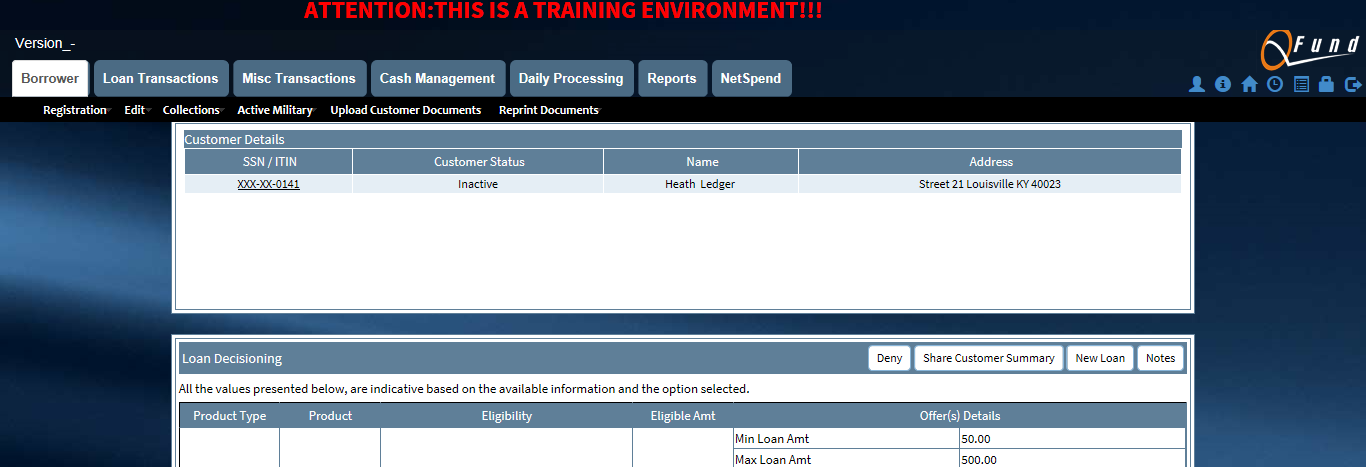 ATTENTION:THIS IS A TRAINING ENVIRONMENT!!!
Version_-
QFund
Borrower Loan Transactions Misc Transactions Cash Management Daily Processing Reports NetSpend
Registration Edit Collections Active Military Upload Customer Documents Reprint Documents
Customer Details
SSN / ITIN Customer Status Name Address
XXX-XX-0141 Inactive Heath Ledger Street 21 Louisville KY 40023
Loan Decisioning Deny Share Customer Summary New Loan Notes
All the values presented below, are indicative based on the available information and the option selected.
Product Type Product Eligibility Eligible Amt Offer(s) Details
Min Loan Amt 50.00
Max Loan Amt 500.00